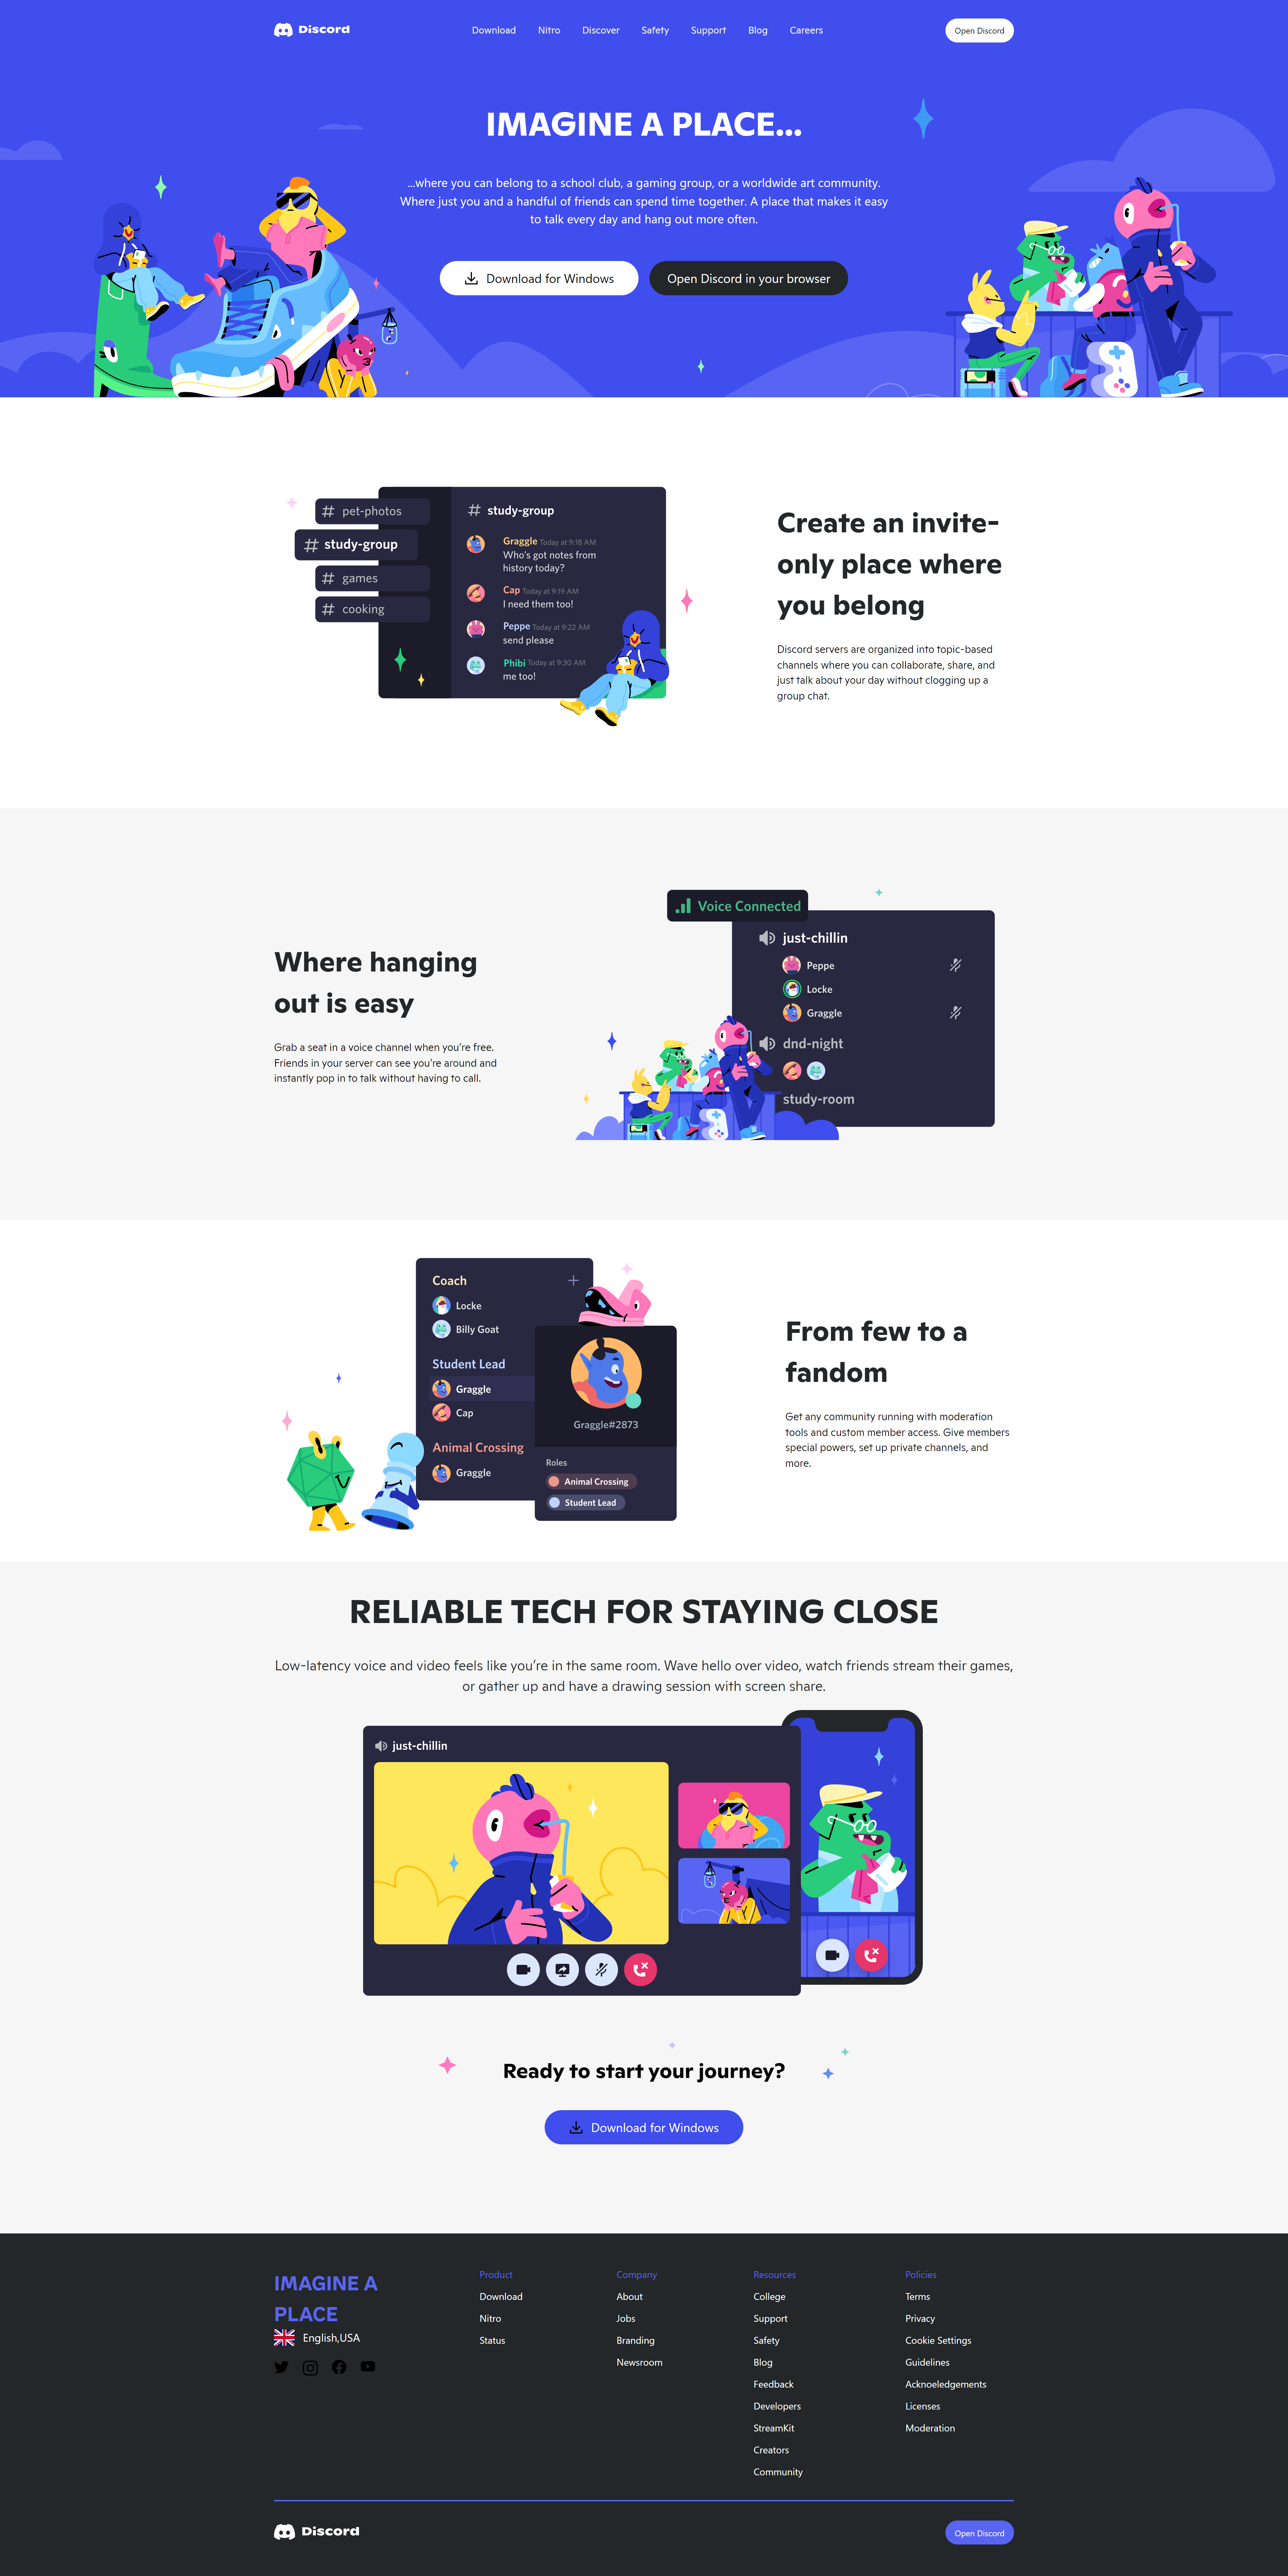 Discord
Download Nitro Discover Safety Support Blog Careers
Open Discord
IMAGINE A PLACE...
...where you can belong to a school club, a gaming group, or a worldwide art community.
Where just you and a handful of friends can spend time together. A place that makes it easy
to talk every day and hang out more often.
Download for Windows
Open Discord in your browser
# pet-photos
# study-group
# games
# cooking
# study-group
Graggle Today at 9:18 AM
Who's got notes from
history today?
Cap Today at 9:19 AM
I need them too!
Peppe Today at 9:22 AM
send please
Phibi Today at 9:30 AM
me too!
Create an invite-
only place where
you belong
Discord servers are organized into topic-based
channels where you can collaborate, share, and
just talk about your day without clogging up a
group chat.
Where hanging
out is easy
Grab a seat in a voice channel when you're free.
Friends in your server can see you're around and
instantly pop in to talk without having to call.
Voice Connected
just-chillin
Peppe
Locke
Graggle
dnd-night
study-room
Coach
Locke
Billy Goat
Student Lead
Graggle
Cap
Animal Crossing
Graggle
Graggle#2873
Roles
Animal Crossing
Student Lead
From few to a
fandom
Get any community running with moderation
tools and custom member access. Give members
special powers, set up private channels, and
more.
RELIABLE TECH FOR STAYING CLOSE
Low-latency voice and video feels like you're in the same room. Wave hello over video, watch friends stream their games,
or gather up and have a drawing session with screen share.
just-chillin
Ready to start your journey?
Download for Windows
IMAGINE A
PLACE
English,USA
Product
Download
Nitro
Status
Company
About
Jobs
Branding
Newsroom
Resources
College
Support
Safety
Blog
Feedback
Developers
StreamKit
Creators
Community
Policies
Terms
Privacy
Cookie Settings
Guidelines
Acknoeledgements
Licenses
Moderation
Discord
Open Discord